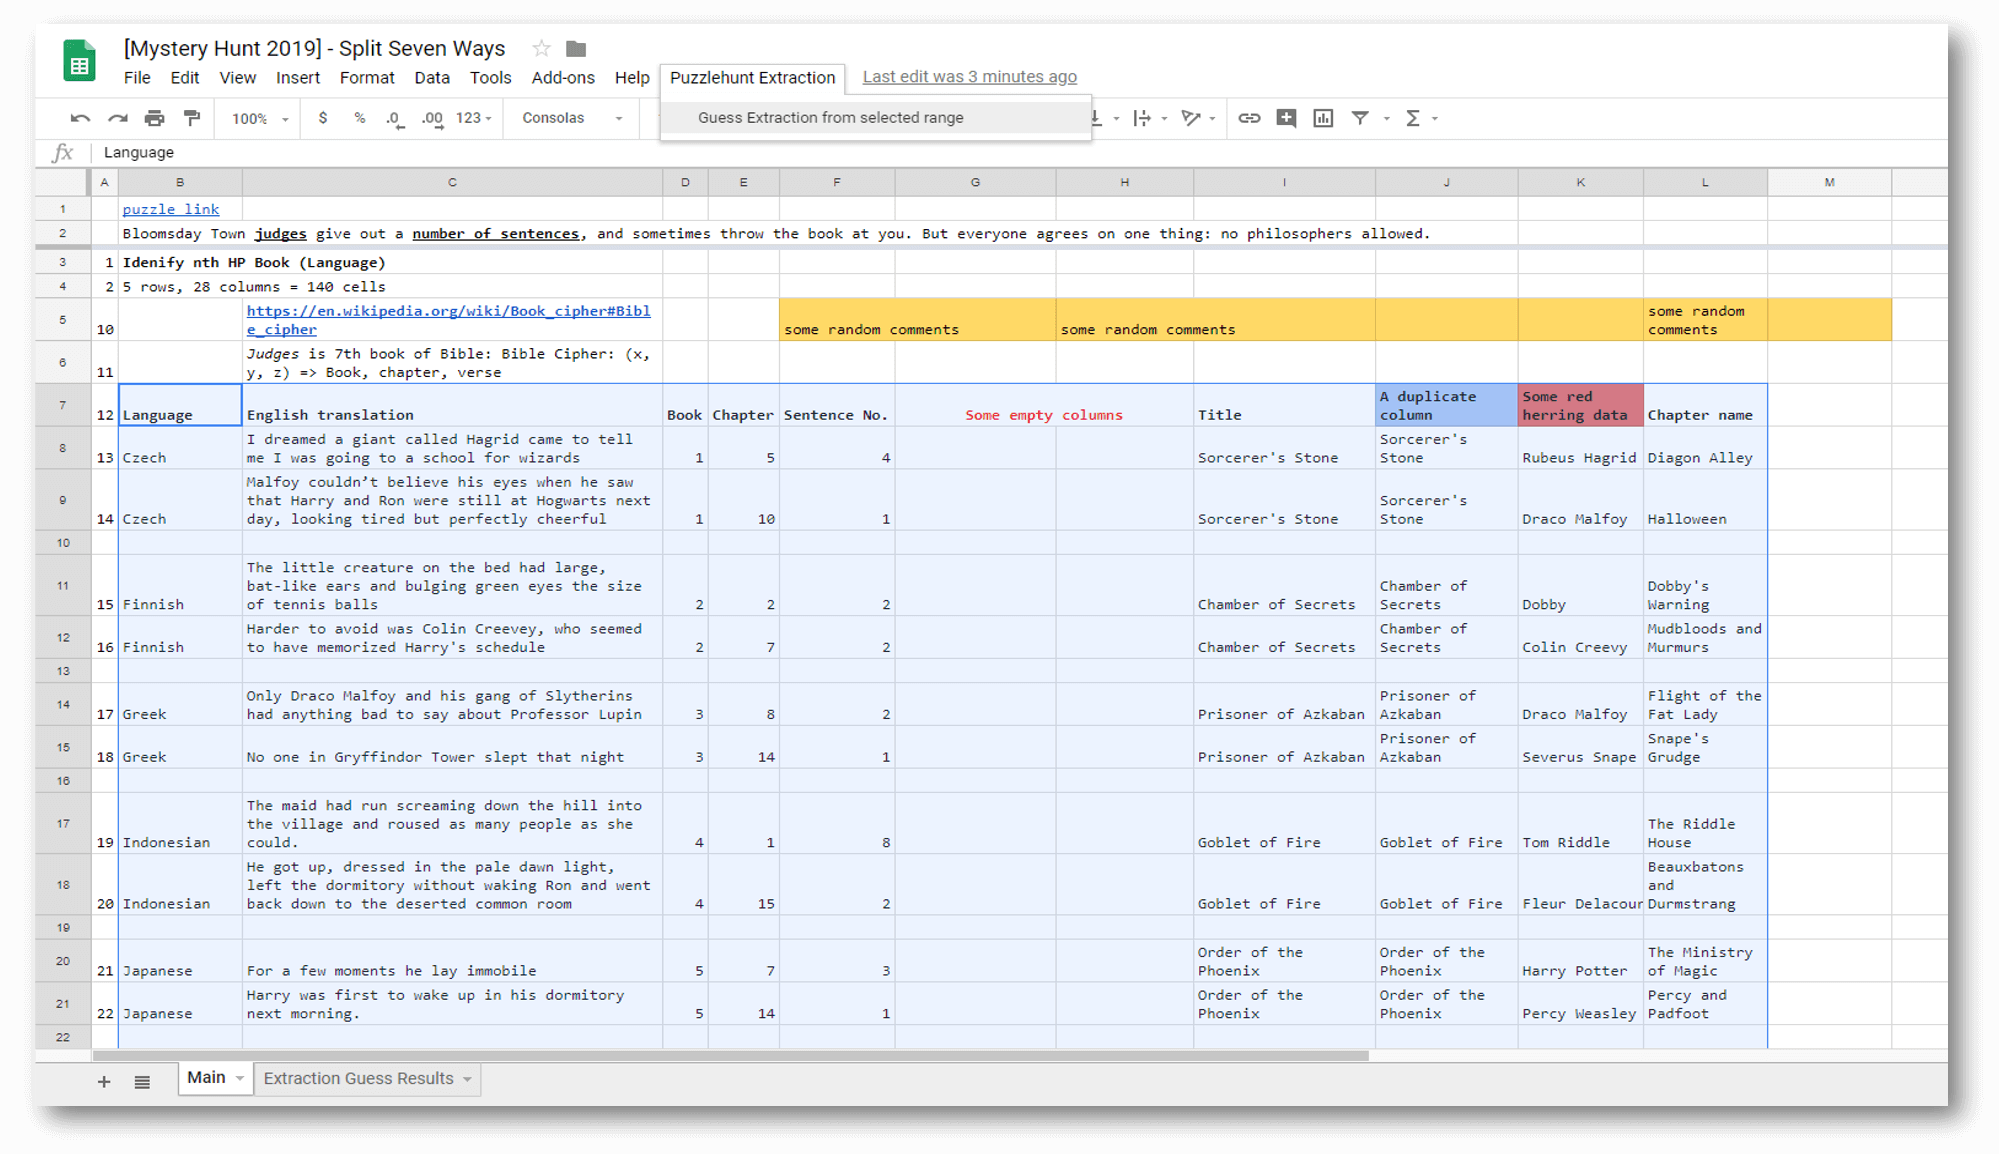 [Mystery Hunt 2019] - Split Seven Ways
File Edit View Insert Format Data Tools Add-ons Help Puzzlehunt Extraction Last edit was 3 minutes ago
100% $ % .0 .00 123 Consolas Guess Extraction from selected range
fx Language
A B C D E F G H I J K L M
1 puzzle link
2 Bloomsday Town judges give out a number of sentences, and sometimes throw the book at you. But everyone agrees on one thing: no philosophers allowed.
3 1 Idenify nth HP Book (Language)
4 2 5 rows, 28 columns = 140 cells
5 10 https://en.wikipedia.org/wiki/Book_cipher#Bibl
e_cipher
some random comments
some random comments
some random
comments
6 11 Judges is 7th book of Bible: Bible Cipher: (x,
y, z) => Book, chapter, verse
7 12 Language English translation Book Chapter Sentence No. Some empty columns Title
A duplicate
column
Some red
herring data
Chapter name
8 13 Czech
I dreamed a giant called Hagrid came to tell
me I was going to a school for wizards
1 5 4 Sorcerer's Stone
Sorcerer's
Stone
Rubeus Hagrid Diagon Alley
9 14 Czech
Malfoy couldn’t believe his eyes when he saw
that Harry and Ron were still at Hogwarts next
day, looking tired but perfectly cheerful
1 10 1 Sorcerer's Stone
Sorcerer's
Stone
Draco Malfoy Halloween
10
11 15 Finnish
The little creature on the bed had large,
bat-like ears and bulging green eyes the size
of tennis balls
2 2 2 Chamber of Secrets
Chamber of
Secrets
Dobby
Dobby's
Warning
12 16 Finnish
Harder to avoid was Colin Creevey, who seemed
to have memorized Harry's schedule
2 7 2 Chamber of Secrets
Chamber of
Secrets
Colin Creevy
Mudbloods and
Murmurs
13
14 17 Greek
Only Draco Malfoy and his gang of Slytherins
had anything bad to say about Professor Lupin
3 8 2 Prisoner of Azkaban
Prisoner of
Azkaban
Draco Malfoy
Flight of the
Fat Lady
15 18 Greek
No one in Gryffindor Tower slept that night
3 14 1 Prisoner of Azkaban
Prisoner of
Azkaban
Severus Snape
Snape's
Grudge
16
17 19 Indonesian
The maid had run screaming down the hill into
the village and roused as many people as she
could.
4 1 8 Goblet of Fire Goblet of Fire Tom Riddle
The Riddle
House
18 20 Indonesian
He got up, dressed in the pale dawn light,
left the dormitory without waking Ron and went
back down to the deserted common room
4 15 2 Goblet of Fire Goblet of Fire Fleur Delacour
Beauxbatons
and
Durmstrang
19
20 21 Japanese
For a few moments he lay immobile
5 7 3
Order of the
Phoenix
Order of the
Phoenix
Harry Potter
The Ministry
of Magic
21 22 Japanese
Harry was first to wake up in his dormitory
next morning.
5 14 1
Order of the
Phoenix
Order of the
Phoenix
Percy Weasley
Percy and
Padfoot
22
Main Extraction Guess Results